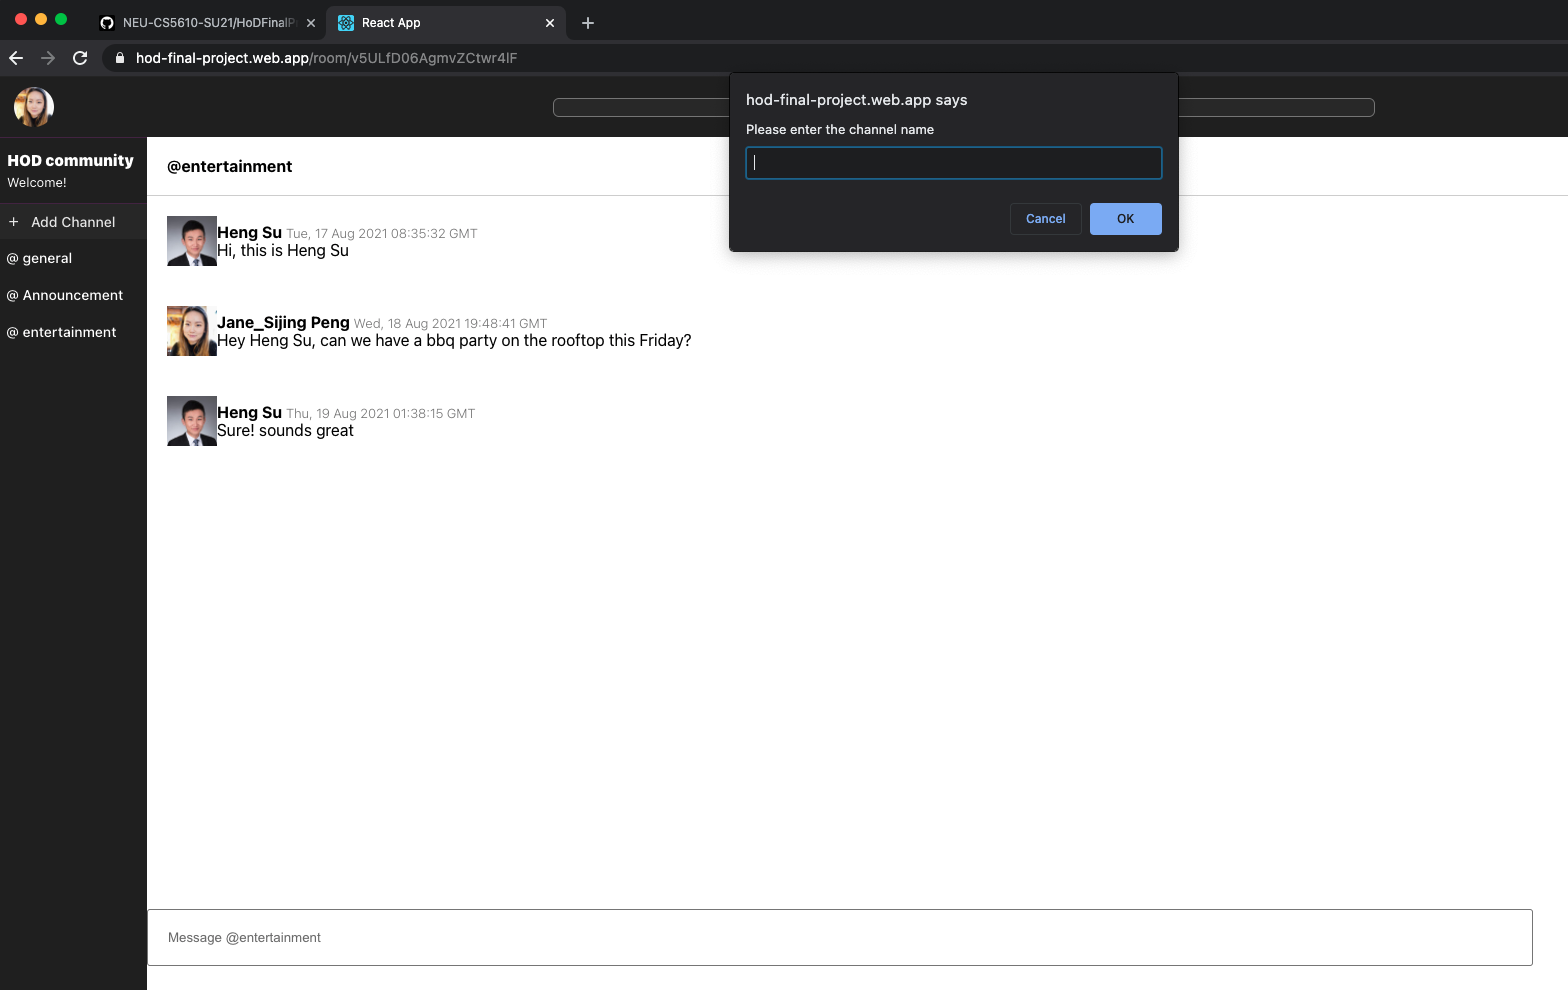 NEU-CS5610-SU21/HoDFinalP
React App
hod-final-project.web.app/room/v5ULfD06AgmvZCtwr4lF
hod-final-project.web.app says
Please enter the channel name
Cancel
OK
HOD community
Welcome!
+ Add Channel
@ general
@ Announcement
@ entertainment
@entertainment
Heng Su Tue, 17 Aug 2021 08:35:32 GMT
Hi, this is Heng Su
Jane_Sijing Peng Wed, 18 Aug 2021 19:48:41 GMT
Hey Heng Su, can we have a bbq party on the rooftop this Friday?
Heng Su Thu, 19 Aug 2021 01:38:15 GMT
Sure! sounds great
Message @entertainment